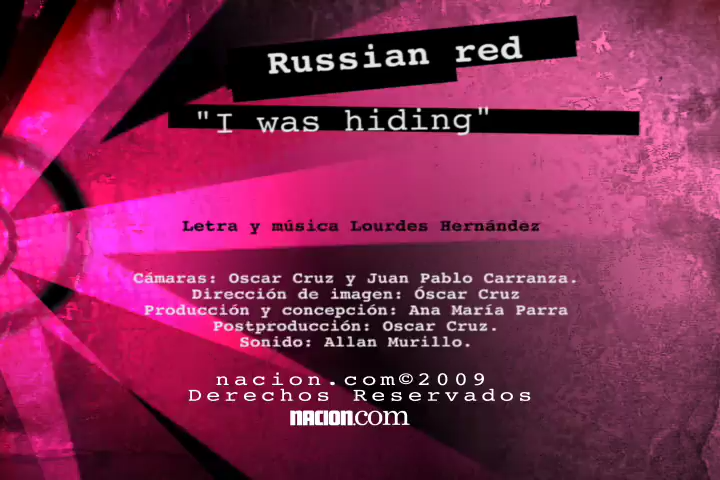 Russian red
"I was hiding"
Letra y música Lourdes Hernández
Cámaras: Oscar Cruz y Juan Pablo Carranza.
Dirección de imagen: Óscar Cruz
Producción y concepción: Ana María Parra
Postproducción: Oscar Cruz.
Sonido: Allan Murillo.
nacion.com©2009
Derechos Reservados
NACION.com